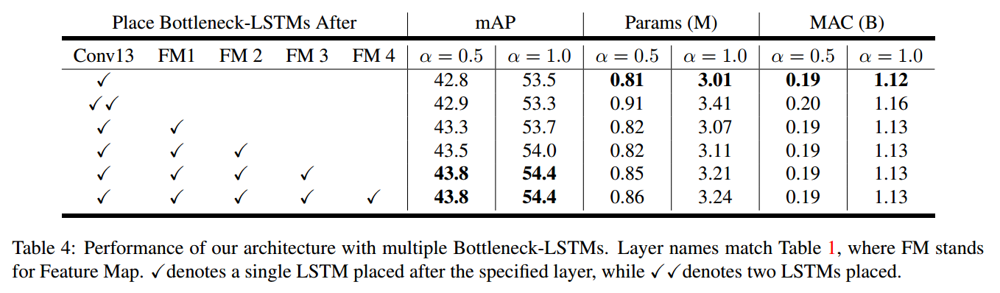 Place Bottleneck-LSTMs After mAP Params (M) MAC (B)
Conv13 FM1 FM 2 FM 3 FM 4 α = 0.5 α = 1.0 α = 0.5 α = 1.0 α = 0.5 α = 1.0
✓ 42.8 53.5 0.81 3.01 0.19 1.12
✓✓ 42.9 53.3 0.91 3.41 0.20 1.16
✓ ✓ 43.3 53.7 0.82 3.07 0.19 1.13
✓ ✓ ✓ 43.5 54.0 0.82 3.11 0.19 1.13
✓ ✓ ✓ ✓ 43.8 54.4 0.85 3.21 0.19 1.13
✓ ✓ ✓ ✓ ✓ 43.8 54.4 0.86 3.24 0.19 1.13
Table 4: Performance of our architecture with multiple Bottleneck-LSTMs. Layer names match Table 1, where FM stands
for Feature Map. ✓denotes a single LSTM placed after the specified layer, while ✓✓denotes two LSTMs placed.